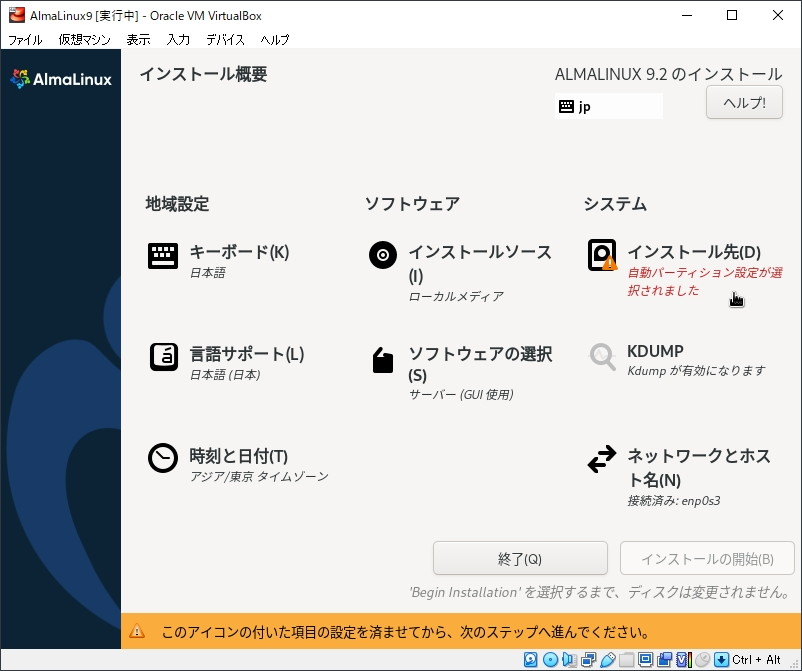 AlmaLinux9 [実行中] - Oracle VM VirtualBox
ファイル 仮想マシン 表示 入力 デバイス ヘルプ
AlmaLinux
インストール概要
ALMALINUX 9.2 のインストール
jp
ヘルプ!
地域設定
キーボード(K)
日本語
言語サポート(L)
日本語 (日本)
時刻と日付(T)
アジア/東京 タイムゾーン
ソフトウェア
インストールソース
(I)
ローカルメディア
ソフトウェアの選択
(S)
サーバー (GUI 使用)
システム
インストール先(D)
自動パーティション設定が選
択されました
KDUMP
Kdump が有効になります
ネットワークとホス
ト名(N)
接続済み: enp0s3
終了(Q)
インストールの開始(B)
'Begin Installation' を選択するまで、ディスクは変更されません。
このアイコンの付いた項目の設定を済ませてから、次のステップへ進んでください。
Ctrl + Alt